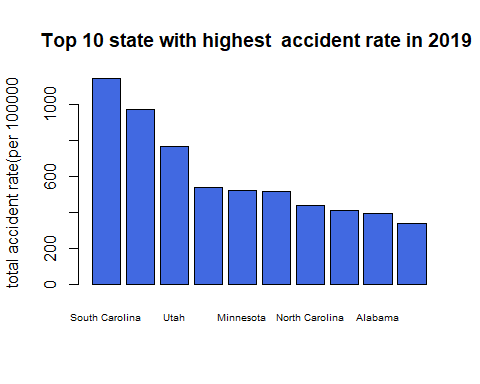 Top 10 state with highest  accident rate in 2019
total accident rate(per 100000
1000
600
200
0
South Carolina
Utah
Minnesota
North Carolina
Alabama